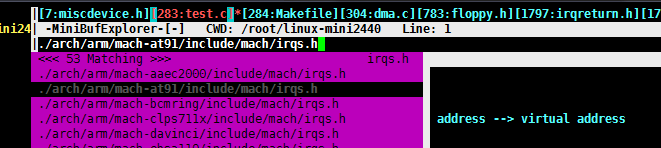 [7:miscdevice.h][283:test.c]*[284:Makefile][304:dma.c][783:floppy.h][1797:irqreturn.h][17
-MiniBufExplorer-[-] CWD: /root/linux-mini2440 Line: 1
ini24
./arch/arm/mach-at91/include/mach/irqs.h
<<< 53 Matching >>> irqs.h
./arch/arm/mach-aaec2000/include/mach/irqs.h
./arch/arm/mach-at91/include/mach/irqs.h
./arch/arm/mach-bcmring/include/mach/irqs.h
./arch/arm/mach-clps711x/include/mach/irqs.h
address --> virtual address
./arch/arm/mach-davinci/include/mach/irqs.h